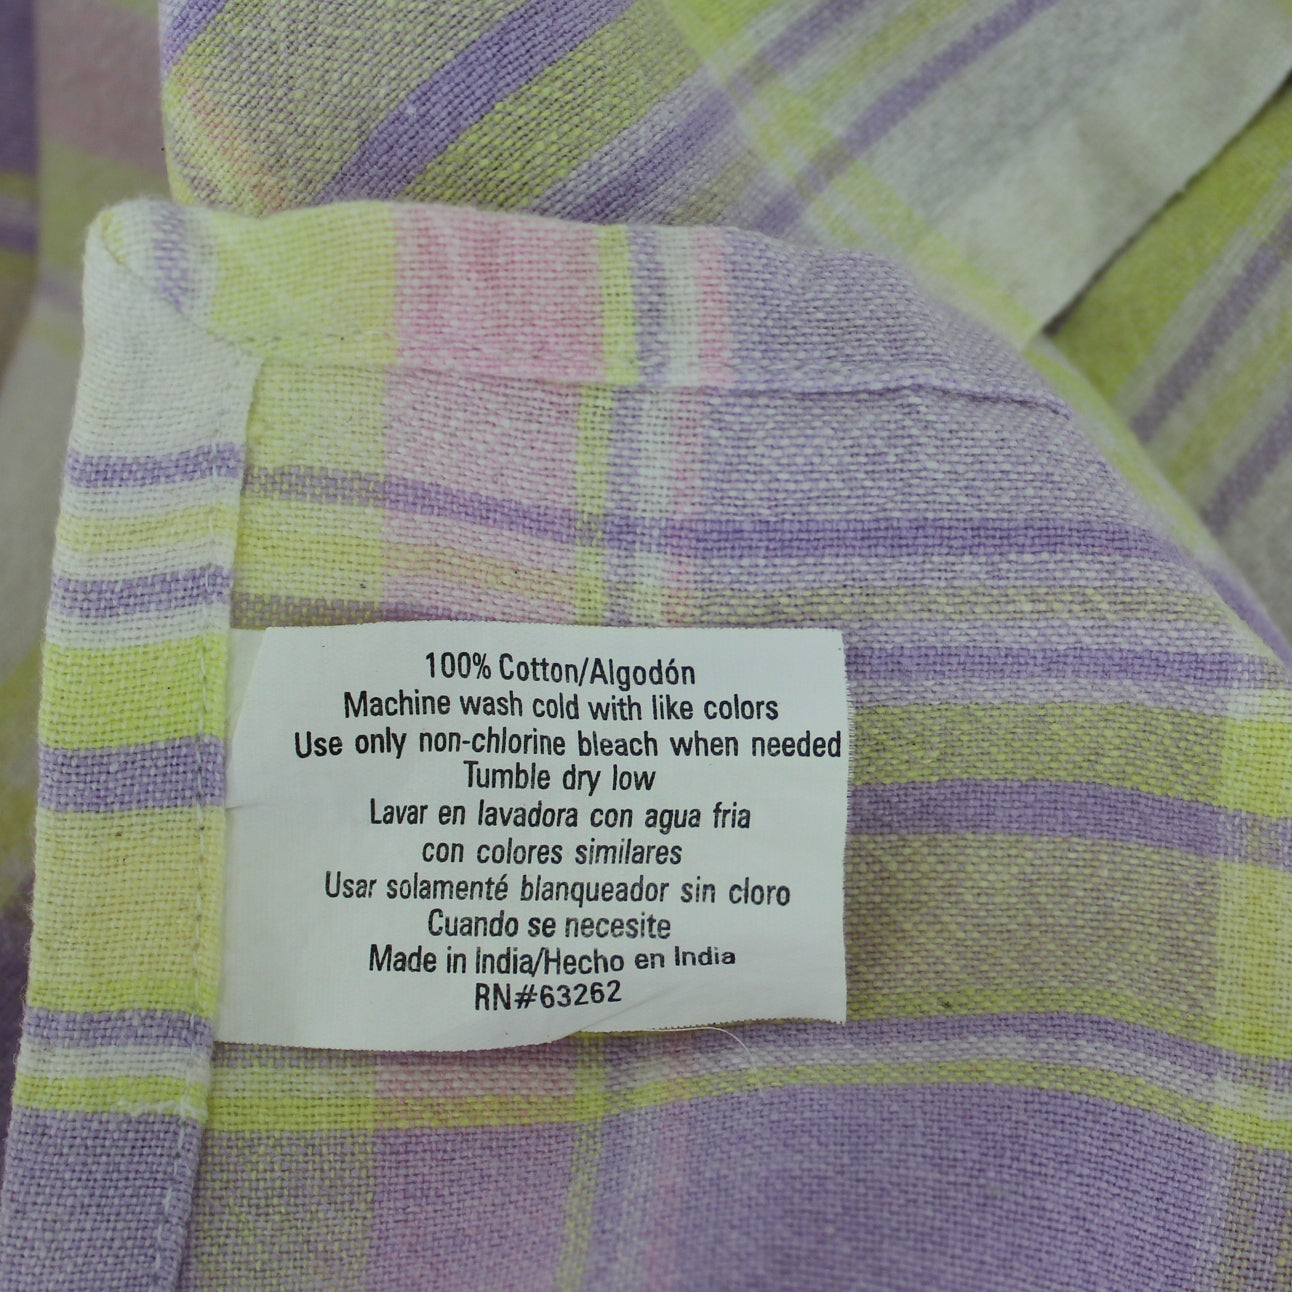 100% Cotton/Algodón
Machine wash cold with like colors
Use only non-chlorine bleach when needed
Tumble dry low
Lavar en lavadora con agua fria
con colores similares
Usar solamenté blanqueador sin cloro
Cuando se necesite
Made in India/Hecho en India
RN#63262